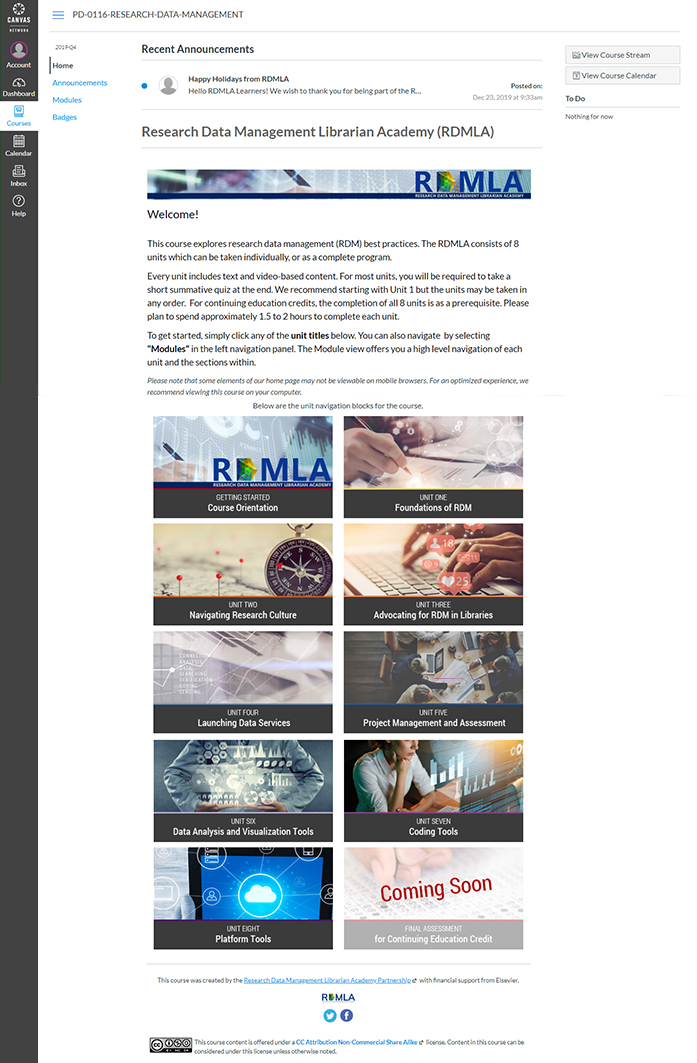 CANVAS
NETWORK
Account
Dashboard
Courses
Calendar
Inbox
Help
PD-0116-RESEARCH-DATA-MANAGEMENT
2019-Q4
Home
Announcements
Modules
Badges
Recent Announcements
Happy Holidays from RDMLA
Hello RDMLA Learners! We wish to thank you for being part of the R...
Posted on:
Dec 23, 2019 at 9:33am
View Course Stream
View Course Calendar
To Do
Nothing for now
Research Data Management Librarian Academy (RDMLA)
RDMLA
RESEARCH DATA MANAGEMENT LIBRARIAN ACADEMY
Welcome!
This course explores research data management (RDM) best practices. The RDMLA consists of 8
units which can be taken individually, or as a complete program.
Every unit includes text and video-based content. For most units, you will be required to take a
short summative quiz at the end. We recommend starting with Unit 1 but the units may be taken in
any order. For continuing education credits, the completion of all 8 units is as a prerequisite. Please
plan to spend approximately 1.5 to 2 hours to complete each unit.
To get started, simply click any of the unit titles below. You can also navigate by selecting
"Modules" in the left navigation panel. The Module view offers you a high level navigation of each
unit and the sections within.
Please note that some elements of our home page may not be viewable on mobile browsers. For an optimized experience, we
recommend viewing this course on your computer.
Below are the unit navigation blocks for the course.
RDMLA
RESEARCH DATA MANAGEMENT LIBRARIAN ACADEMY
GETTING STARTED
Course Orientation
UNIT ONE
Foundations of RDM
UNIT TWO
Navigating Research Culture
18
9
25
UNIT THREE
Advocating for RDM in Libraries
UNIT FOUR
Launching Data Services
UNIT FIVE
Project Management and Assessment
UNIT SIX
Data Analysis and Visualization Tools
UNIT SEVEN
Coding Tools
UNIT EIGHT
Platform Tools
Coming Soon
FINAL ASSESSMENT
for Continuing Education Credit
This course was created by the Research Data Management Librarian Academy Partnership with financial support from Elsevier.
RDMLA
This course content is offered under a CC Attribution Non-Commercial Share Alike license. Content in this course can be
considered under this license unless otherwise noted.